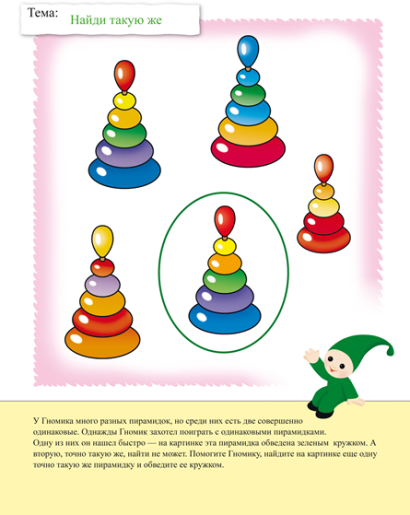 Тема:
Найди такую же
У Гномика много разных пирамидок, но среди них есть две совершенно
одинаковые. Однажды Гномик захотел поиграть с одинаковыми пирамидками.
Одну из них он нашел быстро — на картинке эта пирамидка обведена зеленым кружком. А
вторую, точно такую же, найти не может. Помогите Гномику, найдите на картинке еще одну
точно такую же пирамидку и обведите ее кружком.